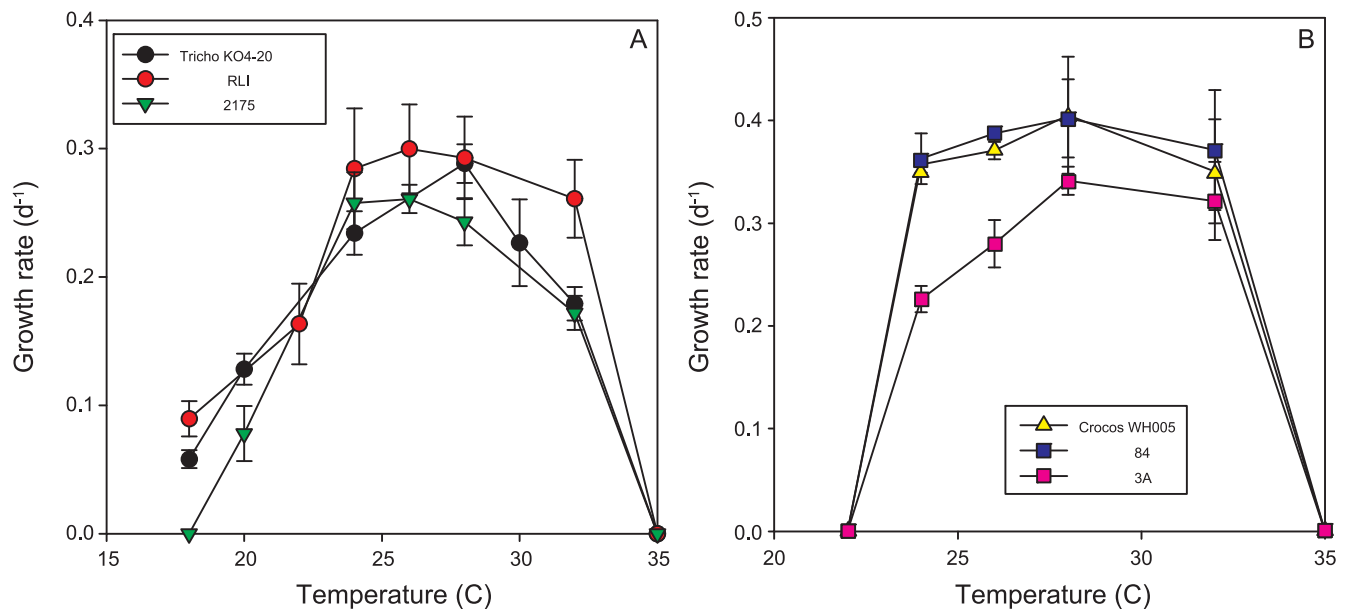 A
Tricho KO4-20
RLI
2175
0.4
0.3
0.2
0.1
0.0
15
20
25
30
35
Growth rate (d-1)
Temperature (C)
B
0.5
0.4
0.3
0.2
0.1
0.0
20
25
30
35
Growth rate (d-1)
Temperature (C)
Crocos WH005
84
3A